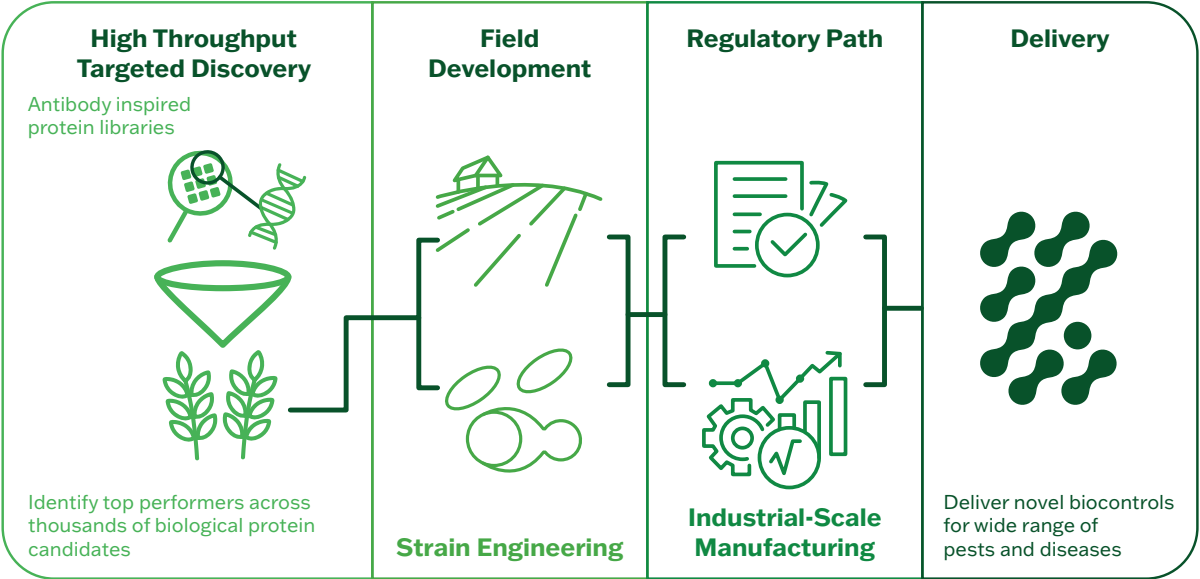 High Throughput
Targeted Discovery
Antibody inspired
protein libraries
Identify top performers across
thousands of biological protein
candidates
Field
Development
Strain Engineering
Regulatory Path
Industrial-Scale
Manufacturing
Delivery
Deliver novel biocontrols
for wide range of
pests and diseases